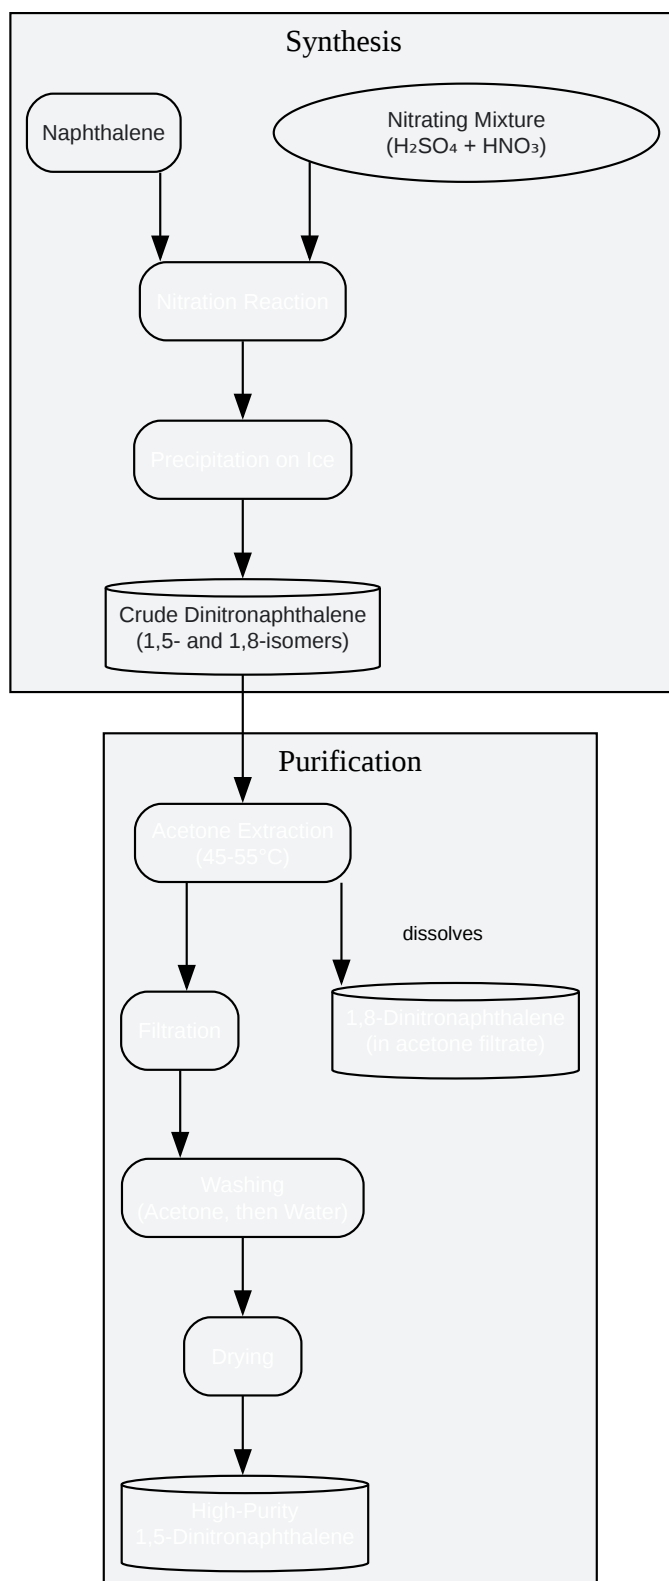 Synthesis
Naphthalene
Nitrating Mixture
(H₂SO₄ + HNO₃)
Nitration Reaction
Precipitation on Ice
Crude Dinitronaphthalene
(1,5- and 1,8-isomers)
Purification
Acetone Extraction
(45-55°C)
dissolves
Filtration
1,8-Dinitronaphthalene
(in acetone filtrate)
Washing
(Acetone, then Water)
Drying
High-Purity
1,5-Dinitronaphthalene